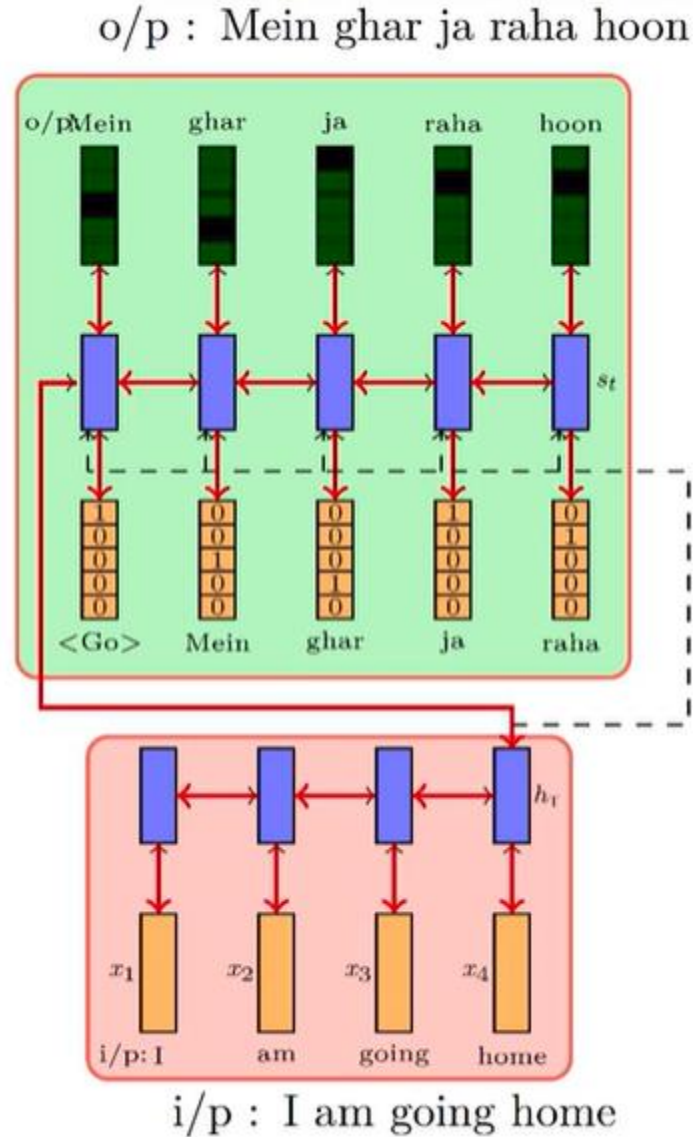 o/p : Mein ghar ja raha hoon
o/p: Mein ghar ja raha hoon
s_t
1 0 0 1 0
0 0 0 0 1
0 1 0 0 0
0 0 1 0 0
0 0 0 0 0
<Go> Mein ghar ja raha
h_T
x_1 x_2 x_3 x_4
i/p: I am going home
i/p : I am going home